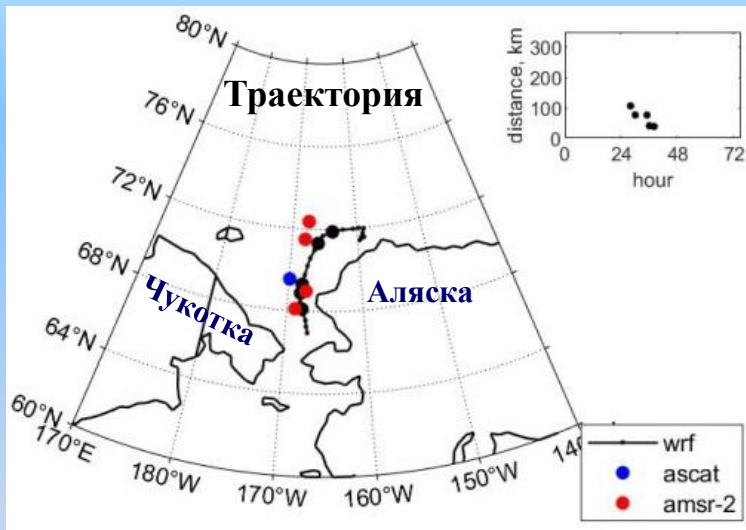 80°N
Траектория
76°N
72°N
68°N
64°N
60°N
Чукотка
Аляска
170°E
180°W
170°W
160°W
150°W
distance, km
300
200
100
0
0
24
48
72
hour
wrf
ascat
amsr-2